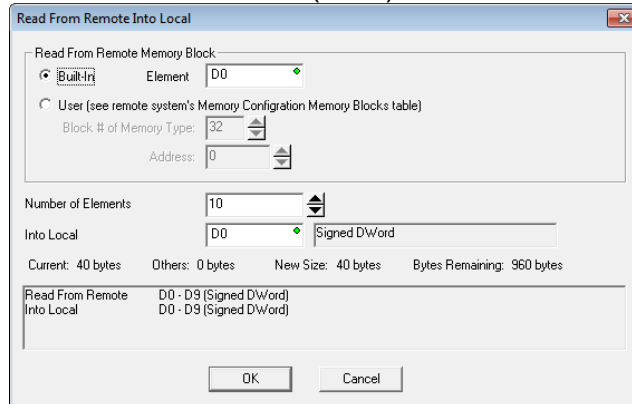 Read From Remote Into Local
Read From Remote Memory Block
Built-In Element D0
User (see remote system's Memory Configration Memory Blocks table)
Block # of Memory Type: 32
Address: 0
Number of Elements 10
Into Local D0 Signed DWord
Current: 40 bytes Others: 0 bytes New Size: 40 bytes Bytes Remaining: 960 bytes
Read From Remote D0 - D9 (Signed DWord)
Into Local D0 - D9 (Signed DWord)
OK Cancel